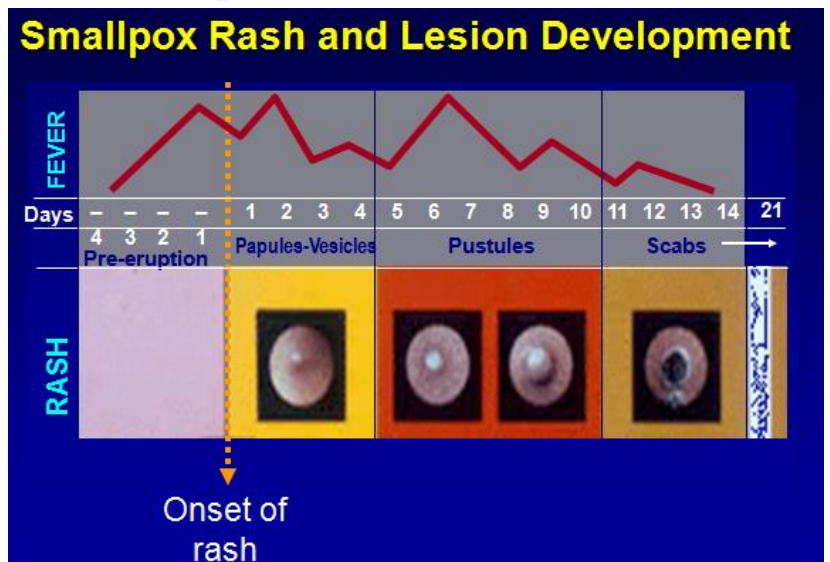 Smallpox Rash and Lesion Development
FEVER
Days – – – – 1 2 3 4 5 6 7 8 9 10 11 12 13 14 21
4 3 2 1
Pre-eruption Papules-Vesicles Pustules Scabs
RASH
Onset of
rash